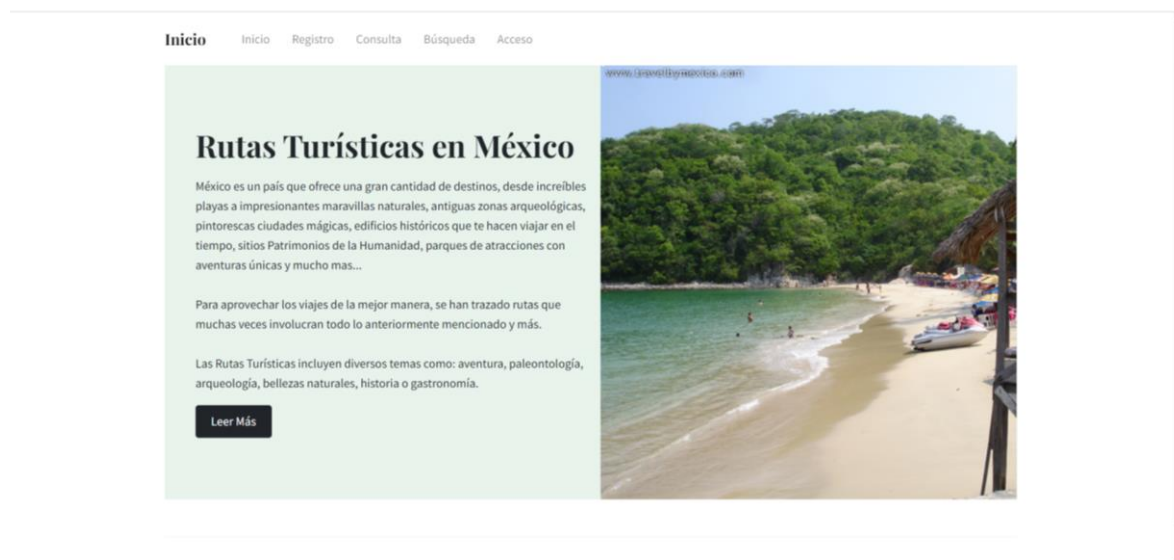 Inicio Inicio Registro Consulta Búsqueda Acceso
www.travelbymexico.com
Rutas Turísticas en México
México es un país que ofrece una gran cantidad de destinos, desde increíbles
playas a impresionantes maravillas naturales, antiguas zonas arqueológicas,
pintorescas ciudades mágicas, edificios históricos que te hacen viajar en el
tiempo, sitios Patrimonios de la Humanidad, parques de atracciones con
aventuras únicas y mucho mas...
Para aprovechar los viajes de la mejor manera, se han trazado rutas que
muchas veces involucran todo lo anteriormente mencionado y más.
Las Rutas Turísticas incluyen diversos temas como: aventura, paleontología,
arqueología, bellezas naturales, historia o gastronomía.
Leer Más